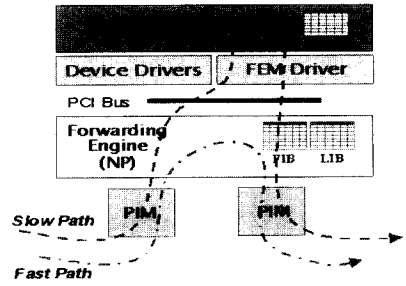 Device Drivers
FEM Driver
PCI Bus
Forwarding
Engine
(NP)
FIB
LIB
PIM
PIM
Slow Path
Fast Path